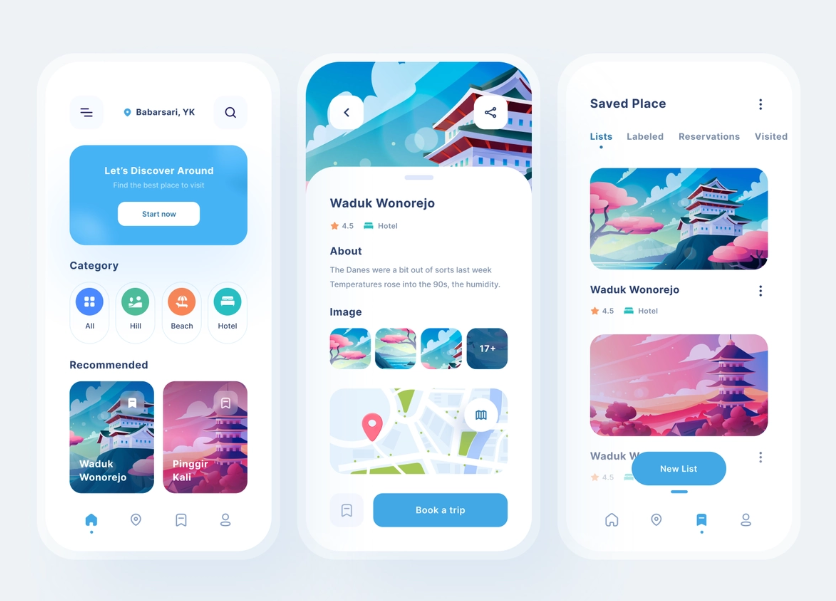 Babarsari, YK
Let's Discover Around
Find the best place to visit
Start now
Category
All
Hill
Beach
Hotel
Recommended
Waduk
Wonorejo
Pinggir
Kali
Waduk Wonorejo
4.5
Hotel
About
The Danes were a bit out of sorts last week
Temperatures rose into the 90s, the humidity.
Image
17+
Book a trip
Saved Place
Lists
Labeled
Reservations
Visited
Waduk Wonorejo
4.5
Hotel
Waduk W
4.5
New List